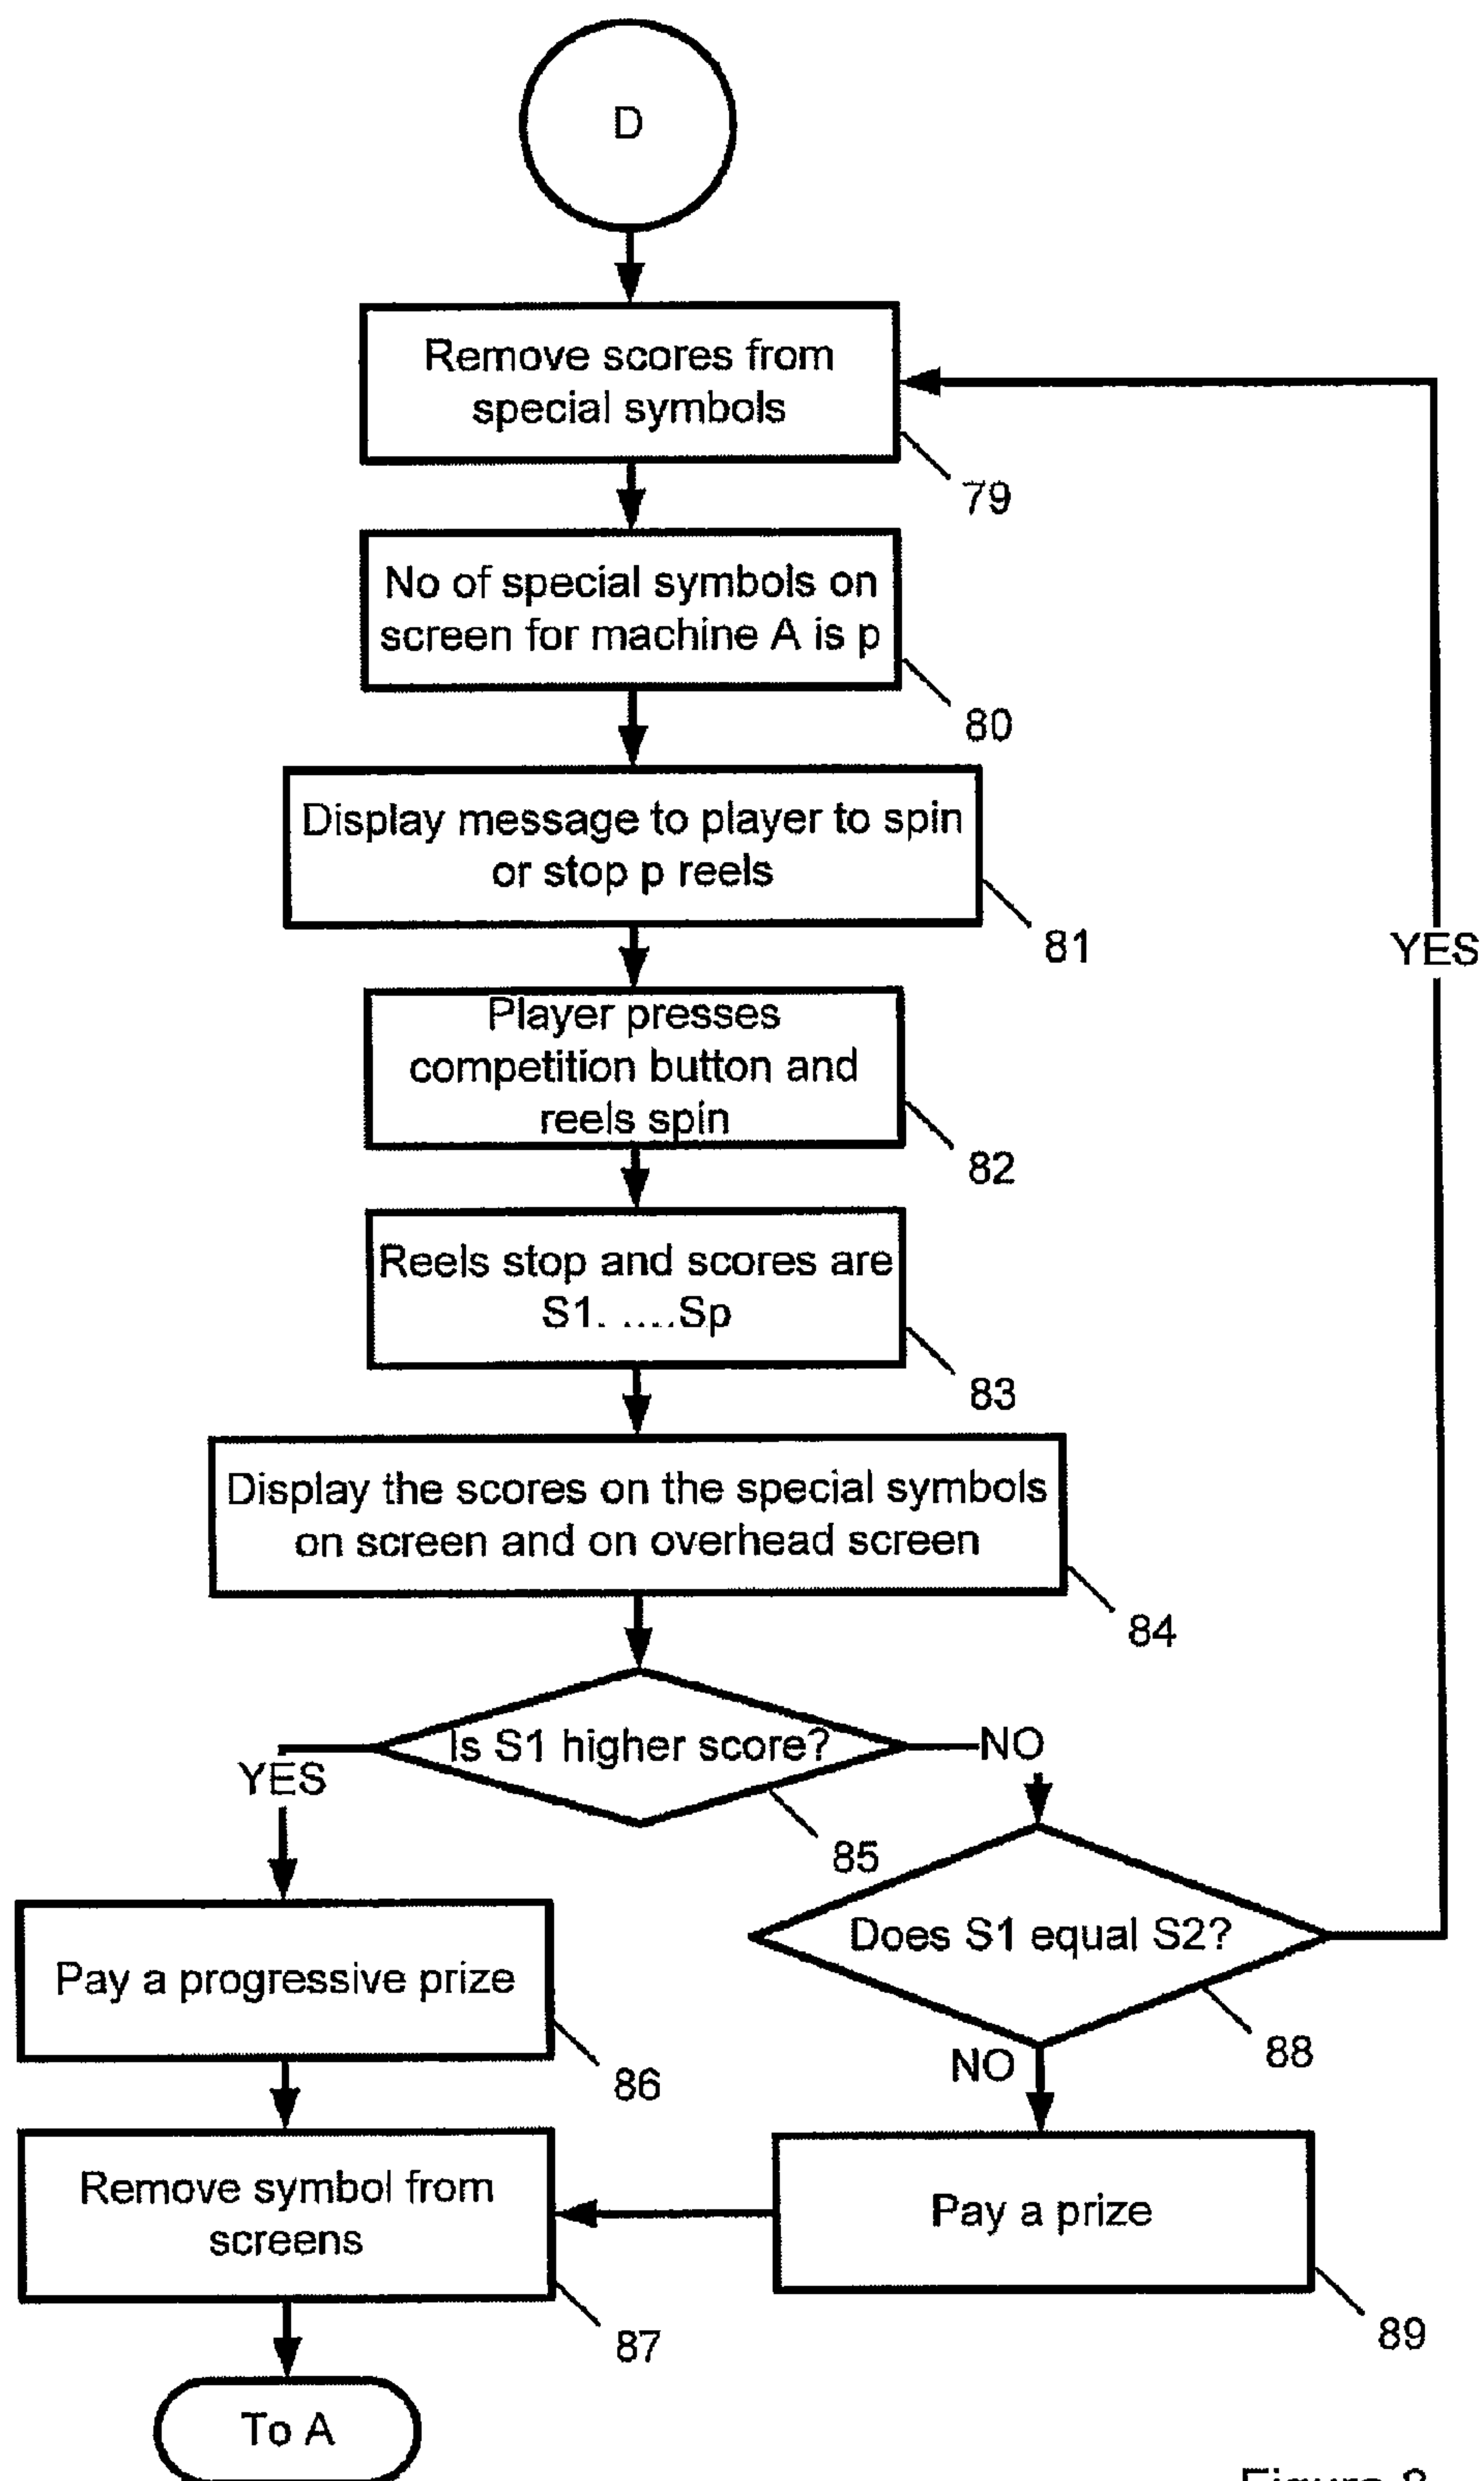 D
Remove scores from
special symbols
79
No of special symbols on
screen for machine A is p
80
Display message to player to spin
or stop p reels
81
YES
Player presses
competition button and
reels spin
82
Reels stop and scores are
S1. ....Sp
83
Display the scores on the special symbols
on screen and on overhead screen
84
Is S1 higher score?
NO
YES
85
Does S1 equal S2?
Pay a progressive prize
88
NO
86
Remove symbol from
screens
Pay a prize
87
89
To A
Figure 8